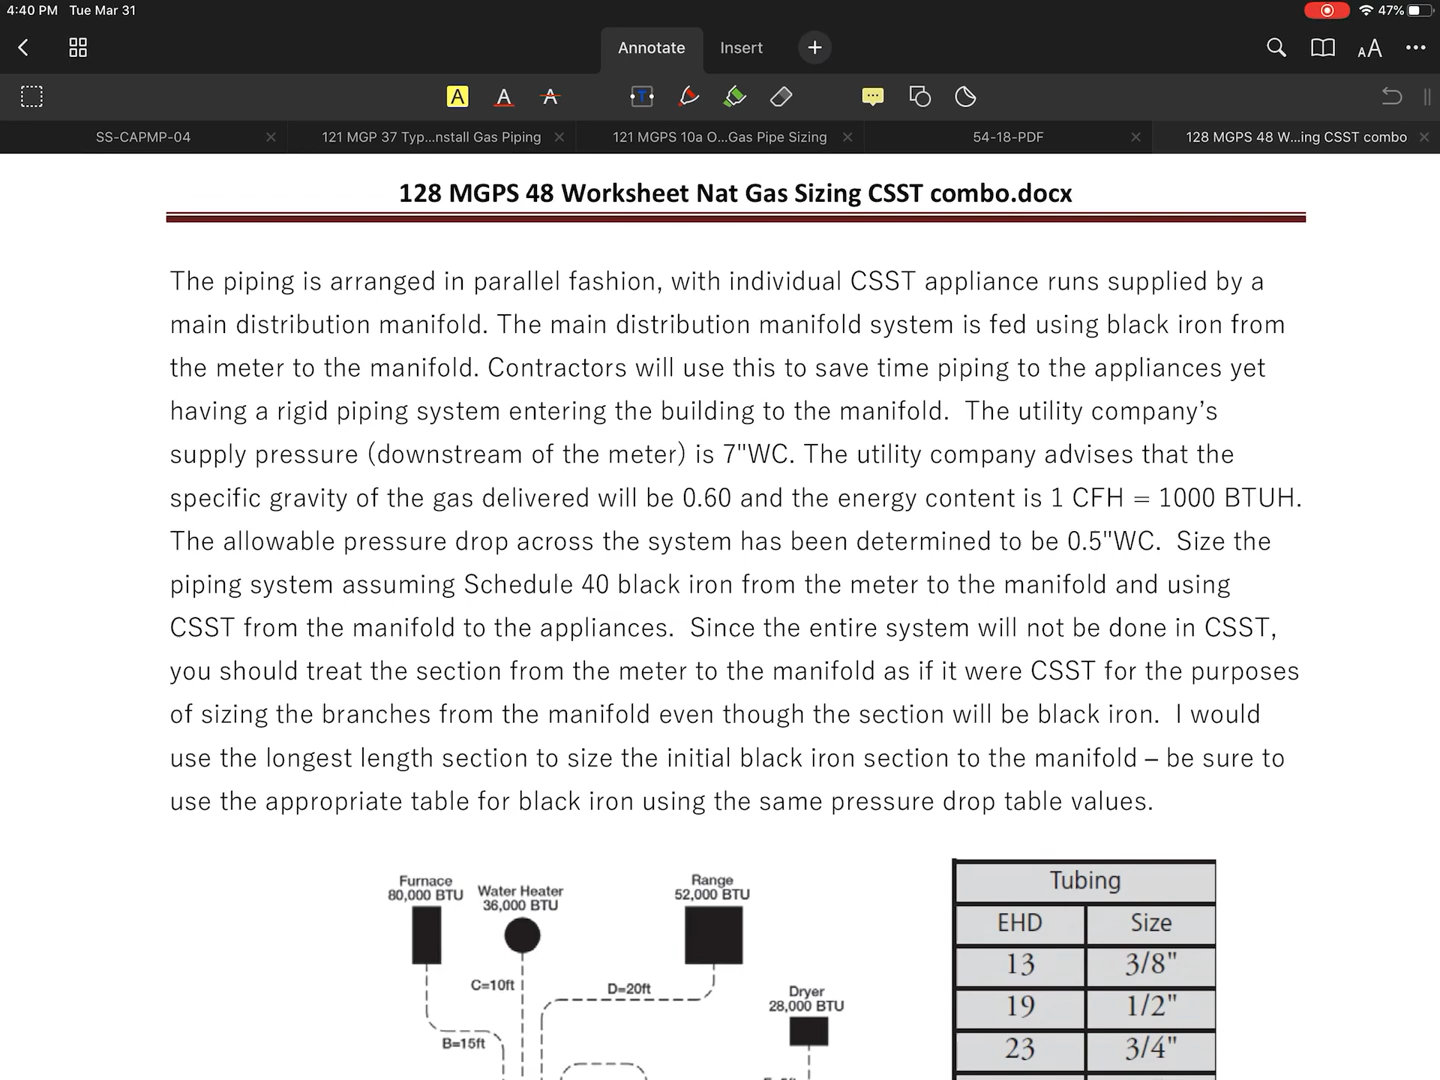 4:40 PM Tue Mar 31
47%
Annotate
Insert
AA
A A A
T
SS-CAPMP-04
121 MGP 37 Typ...nstall Gas Piping
121 MGPS 10a O...Gas Pipe Sizing
54-18-PDF
128 MGPS 48 W...ing CSST combo
128 MGPS 48 Worksheet Nat Gas Sizing CSST combo.docx
The piping is arranged in parallel fashion, with individual CSST appliance runs supplied by a
main distribution manifold. The main distribution manifold system is fed using black iron from
the meter to the manifold. Contractors will use this to save time piping to the appliances yet
having a rigid piping system entering the building to the manifold. The utility company's
supply pressure (downstream of the meter) is 7"WC. The utility company advises that the
specific gravity of the gas delivered will be 0.60 and the energy content is 1 CFH = 1000 BTUH.
The allowable pressure drop across the system has been determined to be 0.5"WC. Size the
piping system assuming Schedule 40 black iron from the meter to the manifold and using
CSST from the manifold to the appliances. Since the entire system will not be done in CSST,
you should treat the section from the meter to the manifold as if it were CSST for the purposes
of sizing the branches from the manifold even though the section will be black iron. I would
use the longest length section to size the initial black iron section to the manifold – be sure to
use the appropriate table for black iron using the same pressure drop table values.
Furnace
80,000 BTU
Water Heater
36,000 BTU
Range
52,000 BTU
C=10ft
D=20ft
Dryer
28,000 BTU
B=15ft
Tubing
EHD Size
13 3/8"
19 1/2"
23 3/4"